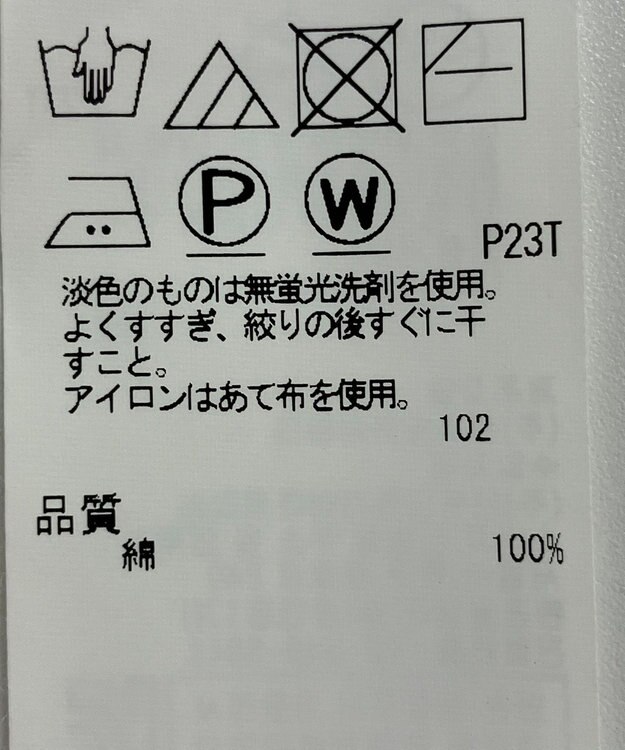 P
W
P23T
淡色のものは無蛍光洗剤を使用。
よくすすぎ、絞りの後すぐに干
すこと。
アイロンはあて布を使用。
102
品質
綿 100%